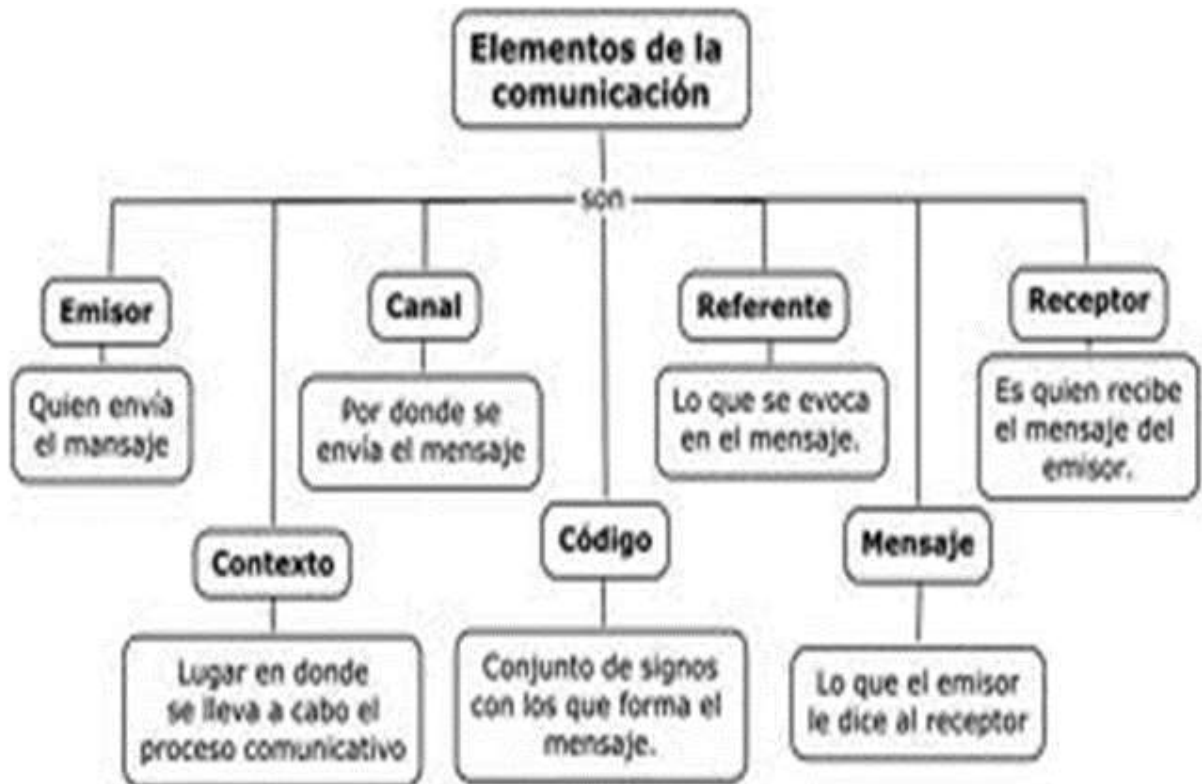 Elementos de la
comunicación
son
Emisor
Quien envía
el mansaje
Contexto
Lugar en donde
se lleva a cabo el
proceso comunicativo
Canal
Por donde se
envía el mensaje
Código
Conjunto de signos
con los que forma el
mensaje.
Referente
Lo que se evoca
en el mensaje.
Mensaje
Lo que el emisor
le dice al receptor
Receptor
Es quien recibe
el mensaje del
emisor.